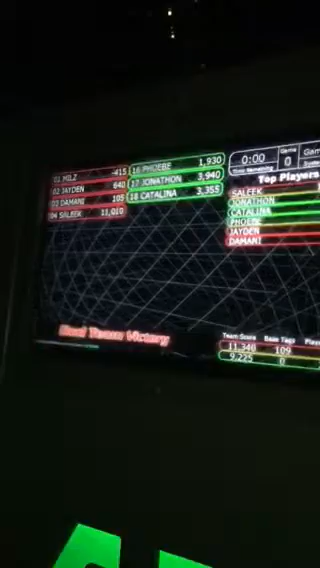 01 MILZ -415
02 JAYDEN 640
03 DAMANI 105
04 SALEEK 11,010
16 PHOEBE 1,930
17 JONATHON 3,940
18 CATALINA 3,355
0:00
Game
0
Top Players
SALEEK
JONATHON
CATALINA
PHOEBE
JAYDEN
DAMANI
Red Team Victory
Team Score Base Tags
11,340 109
9,225 0